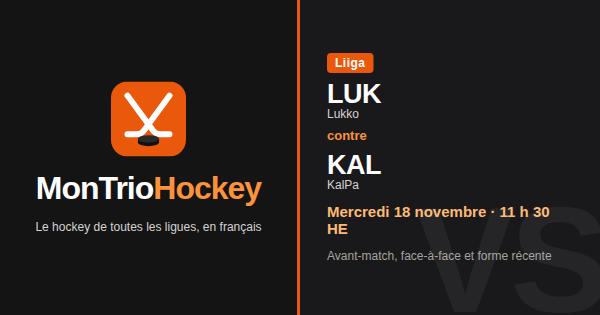 MonTrioHockey
Le hockey de toutes les ligues, en français
Liiga
LUK
Lukko
contre
KAL
KalPa
Mercredi 18 novembre · 11 h 30
HE
Avant-match, face-à-face et forme récente
VS